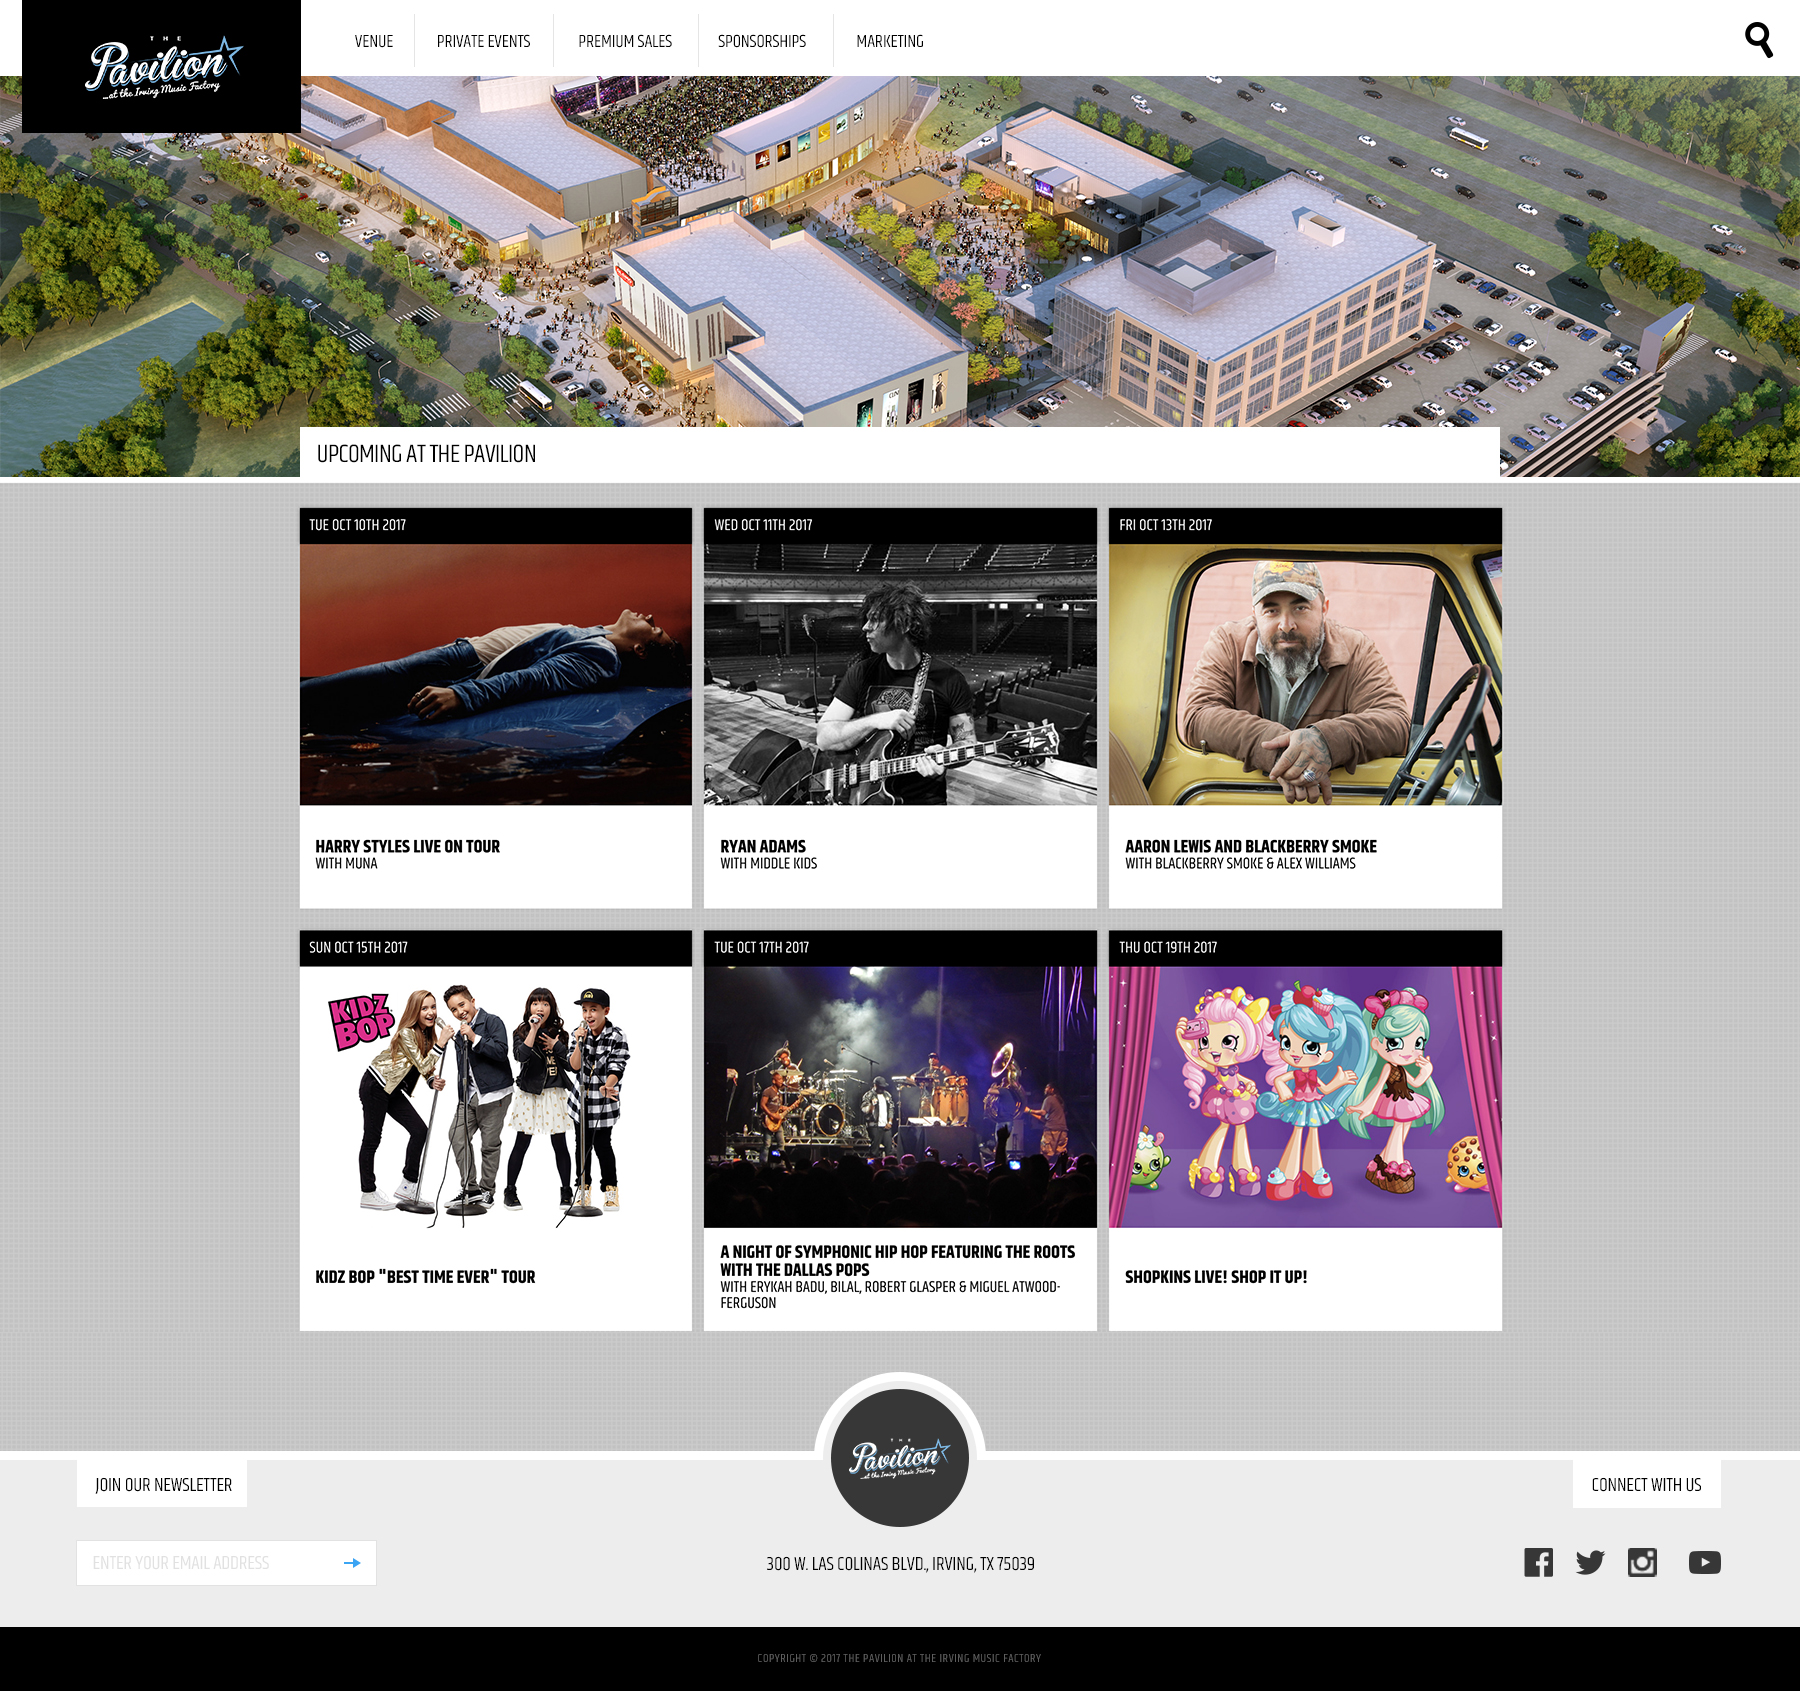 THE
Pavilion
...at the Irving Music Factory
VENUE
PRIVATE EVENTS
PREMIUM SALES
SPONSORSHIPS
MARKETING
UPCOMING AT THE PAVILION
TUE OCT 10TH 2017
WED OCT 11TH 2017
FRI OCT 13TH 2017
HARRY STYLES LIVE ON TOUR
WITH MUNA
RYAN ADAMS
WITH MIDDLE KIDS
AARON LEWIS AND BLACKBERRY SMOKE
WITH BLACKBERRY SMOKE & ALEX WILLIAMS
SUN OCT 15TH 2017
TUE OCT 17TH 2017
THU OCT 19TH 2017
KIDZ
BOP
KIDZ BOP "BEST TIME EVER" TOUR
A NIGHT OF SYMPHONIC HIP HOP FEATURING THE ROOTS
WITH THE DALLAS POPS
WITH ERYKAH BADU, BILAL, ROBERT GLASPER & MIGUEL ATWOOD-
FERGUSON
SHOPKINS LIVE! SHOP IT UP!
THE
Pavilion
...at the Irving Music Factory
JOIN OUR NEWSLETTER
CONNECT WITH US
ENTER YOUR EMAIL ADDRESS
300 W. LAS COLINAS BLVD., IRVING, TX 75039
COPYRIGHT © 2017 THE PAVILION AT THE IRVING MUSIC FACTORY